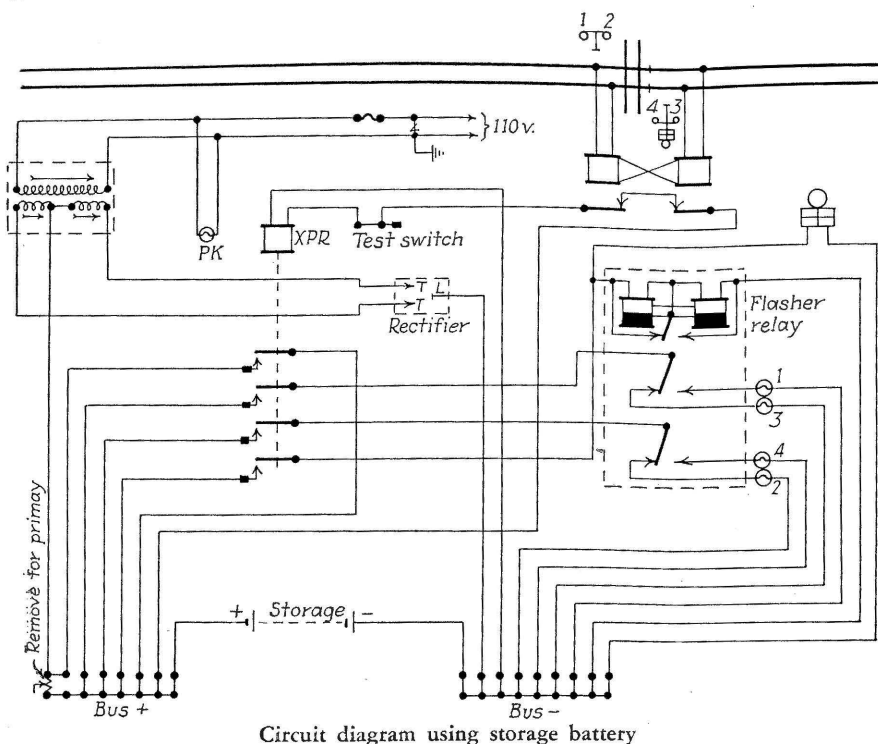 1 2
4 3
110 v.
PK
XPR
Test switch
T L
T
Rectifier
Flasher
relay
1
3
4
2
Remove for primay
+ Storage -
Bus +
Bus -
Circuit diagram using storage battery